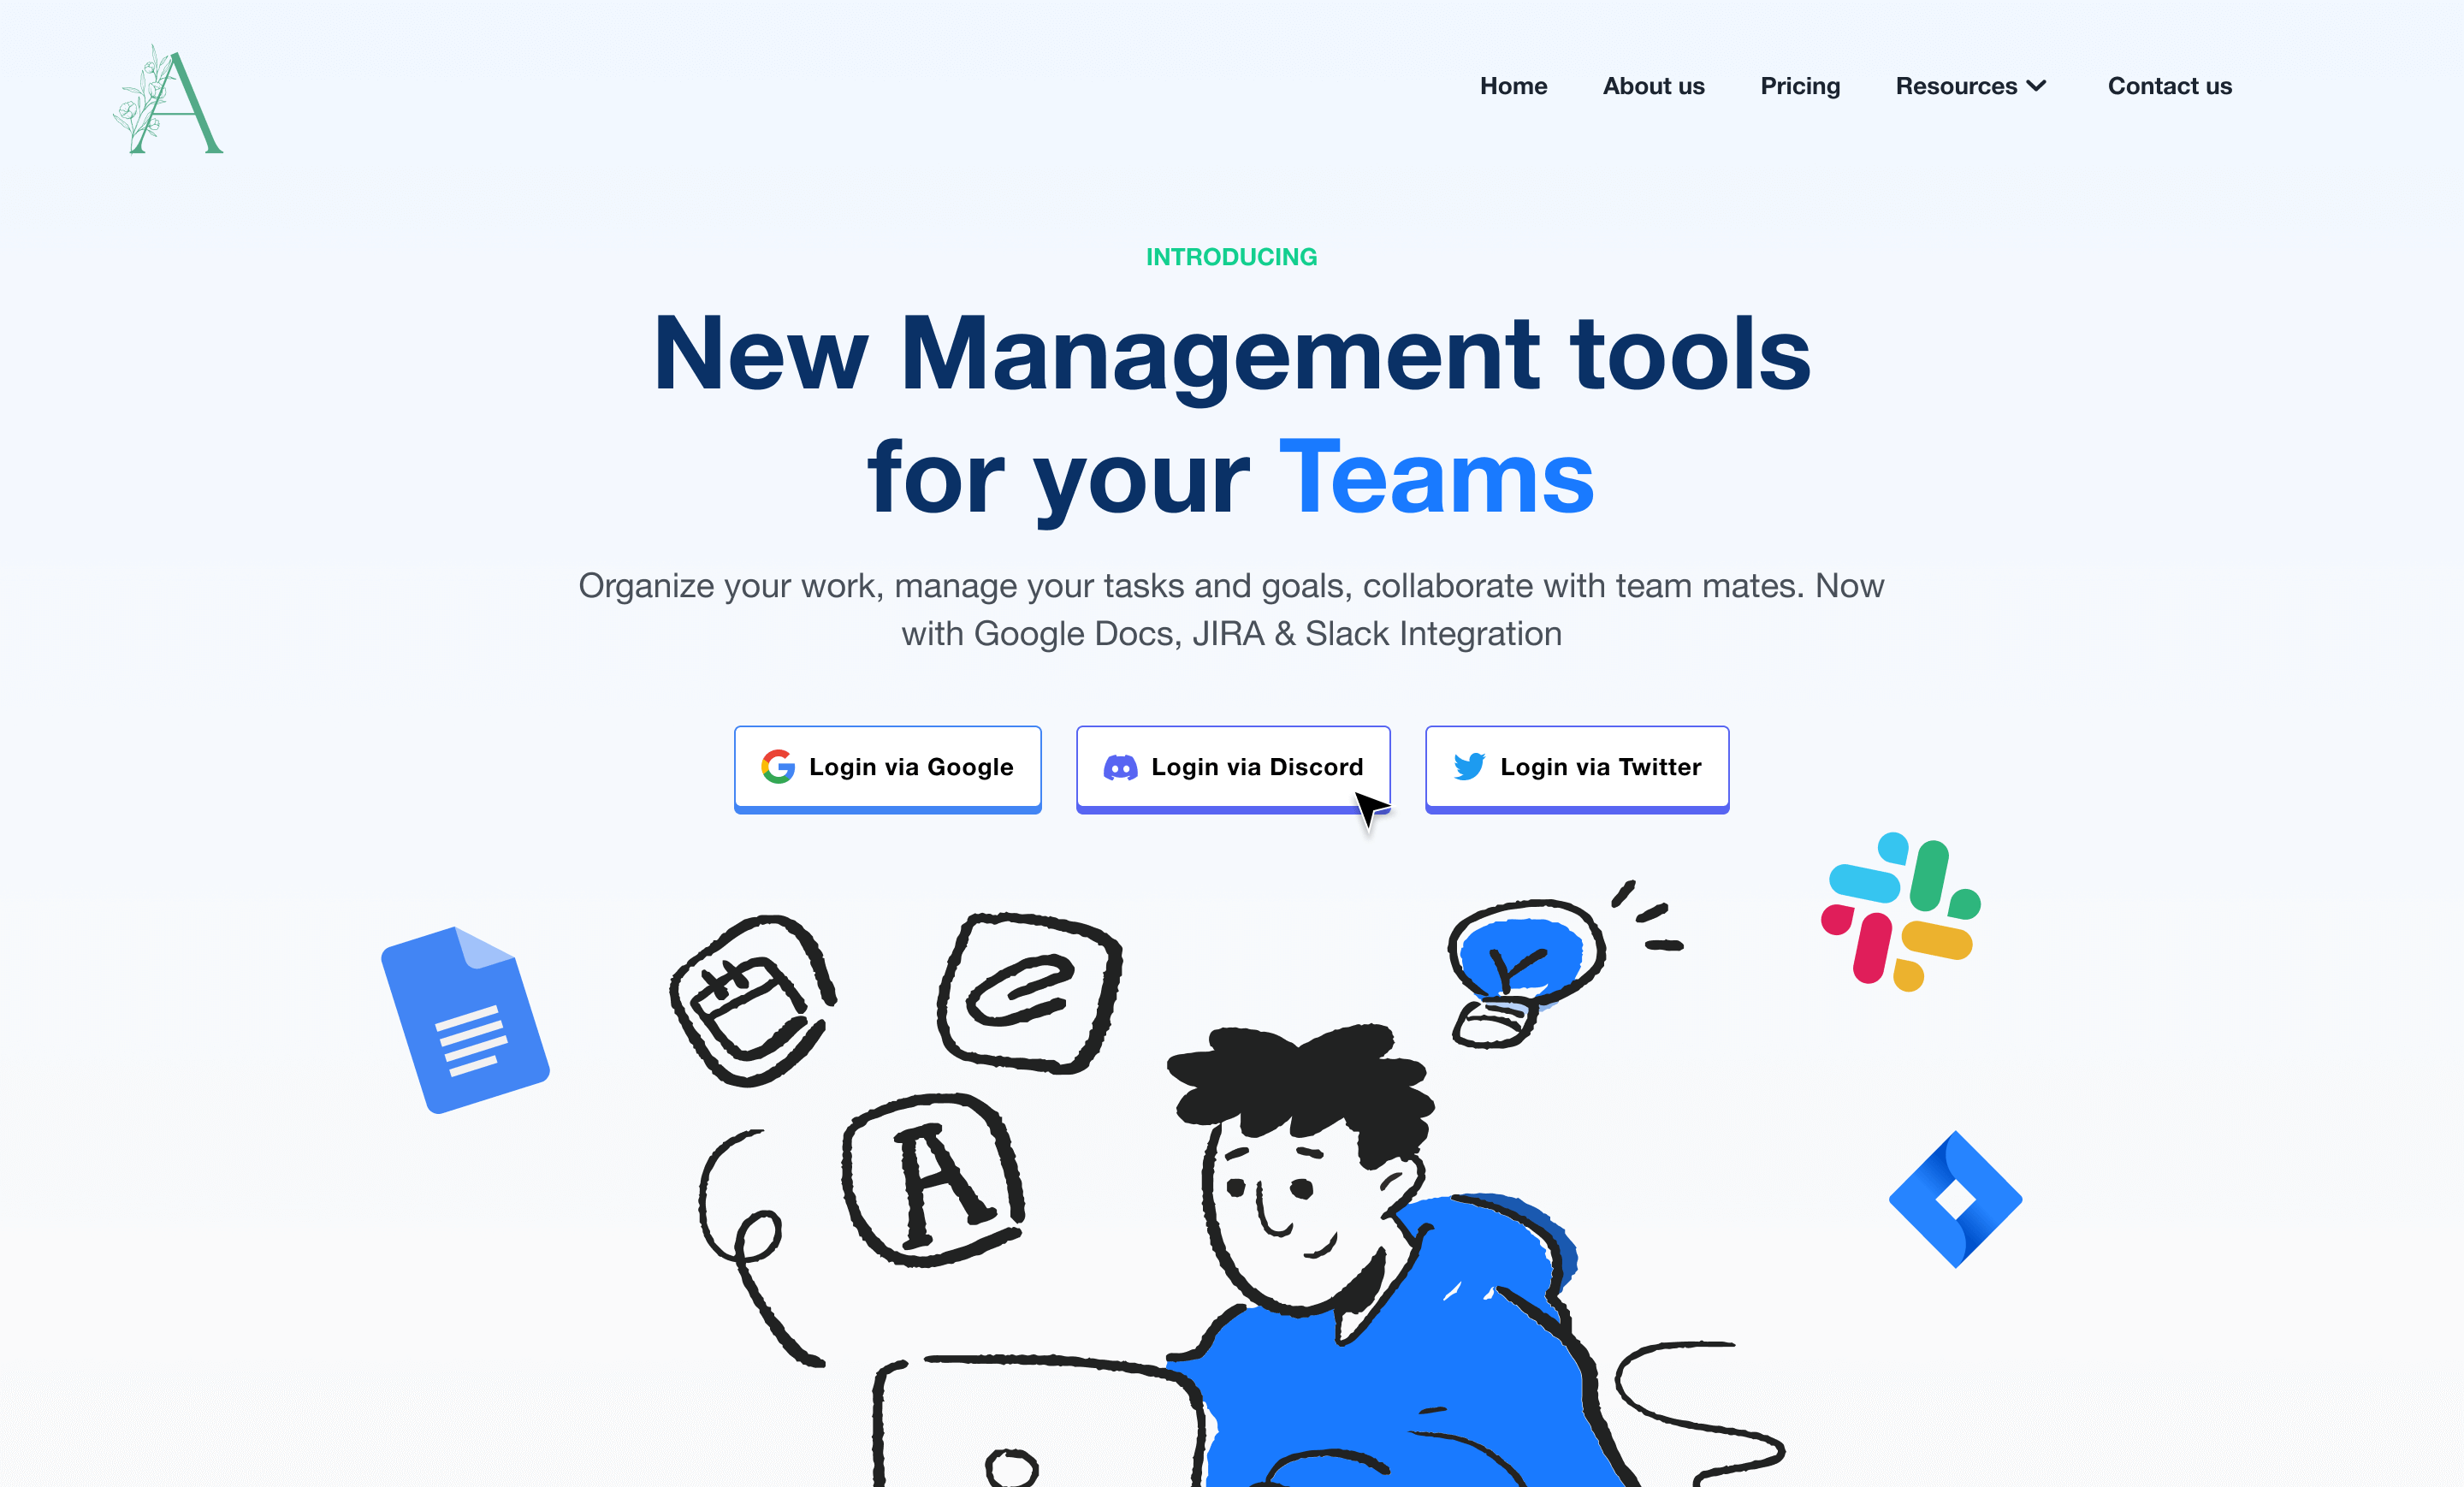 A
Home About us Pricing Resources Contact us
INTRODUCING
New Management tools
for your Teams
Organize your work, manage your tasks and goals, collaborate with team mates. Now
with Google Docs, JIRA & Slack Integration
Login via Google Login via Discord Login via Twitter
A